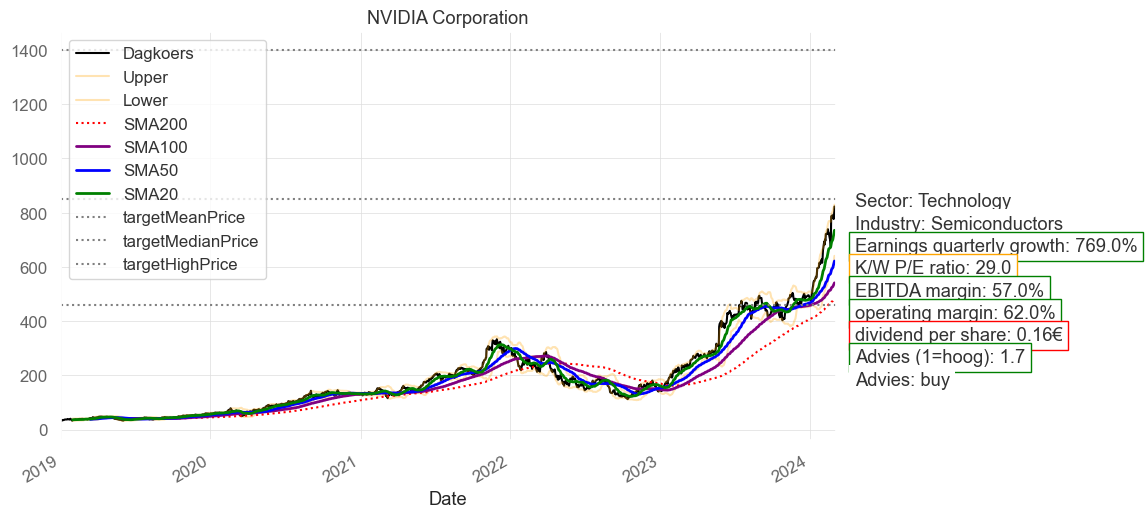 NVIDIA Corporation
1400
1200
1000
800
600
400
200
0
Dagkoers
Upper
Lower
SMA200
SMA100
SMA50
SMA20
targetMeanPrice
targetMedianPrice
targetHighPrice
Sector: Technology
Industry: Semiconductors
Earnings quarterly growth: 769.0%
K/W P/E ratio: 29.0
EBITDA margin: 57.0%
operating margin: 62.0%
dividend per share: 0.16€
Advies (1=hoog): 1.7
Advies: buy
2019
2020
2021
2022
2023
2024
Date